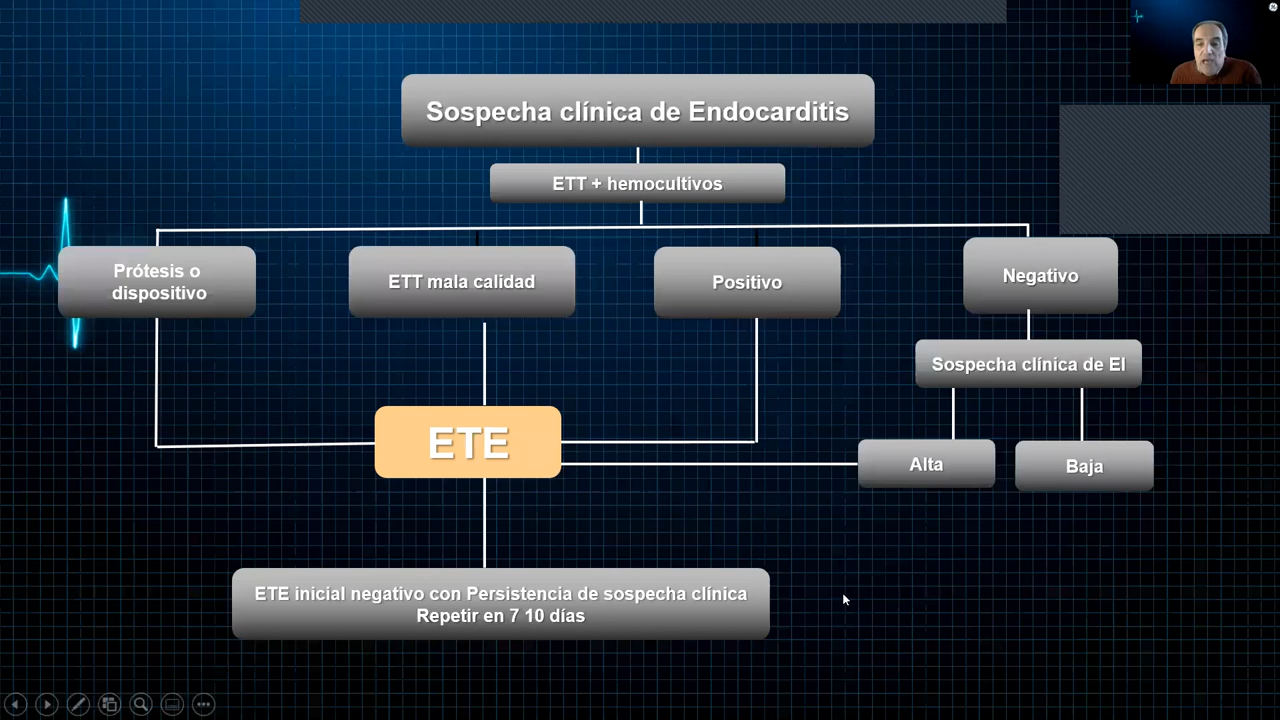 Sospecha clínica de Endocarditis
ETT + hemocultivos
Prótesis o
dispositivo
ETT mala calidad
Positivo
Negativo
Sospecha clínica de EI
ETE
Alta
Baja
ETE inicial negativo con Persistencia de sospecha clínica
Repetir en 7 10 días